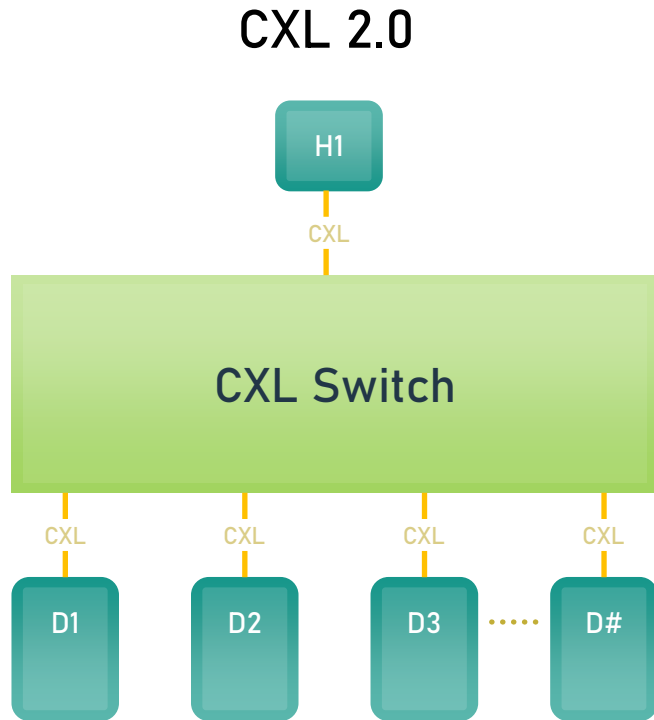 CXL 2.0
H1
CXL
CXL Switch
CXL CXL CXL CXL
D1 D2 D3 ...... D#